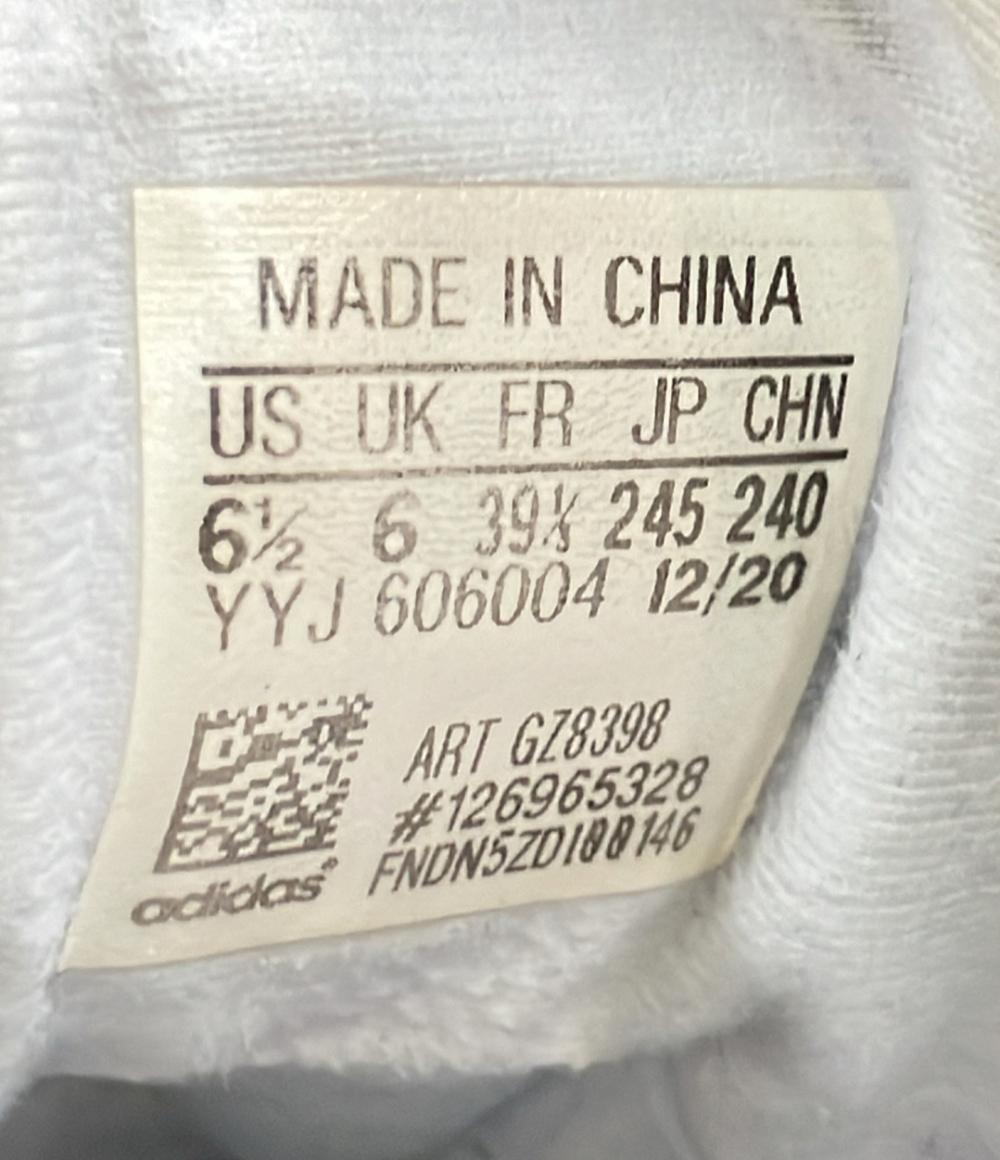 MADE IN CHINA
US UK FR JP CHN
6½ 6 39⅓ 245 240
YYJ 606004 12/20
ART GZ8398
#126965328
adidas